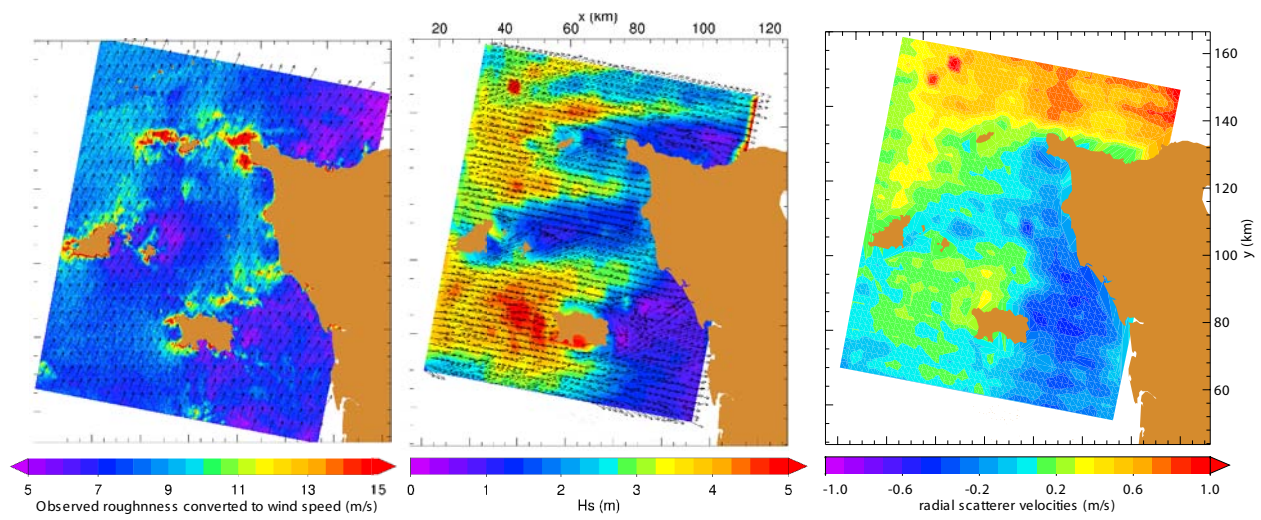 x (km)
20 40 60 80 100 120
160
140
120
100
80
60
y (km)
5 7 9 11 13 15
Observed roughnness converted to wind speed (m/s)
0 1 2 3 4 5
Hs (m)
-1.0 -0.6 -0.2 0.2 0.6 1.0
radial scatterer velocities (m/s)